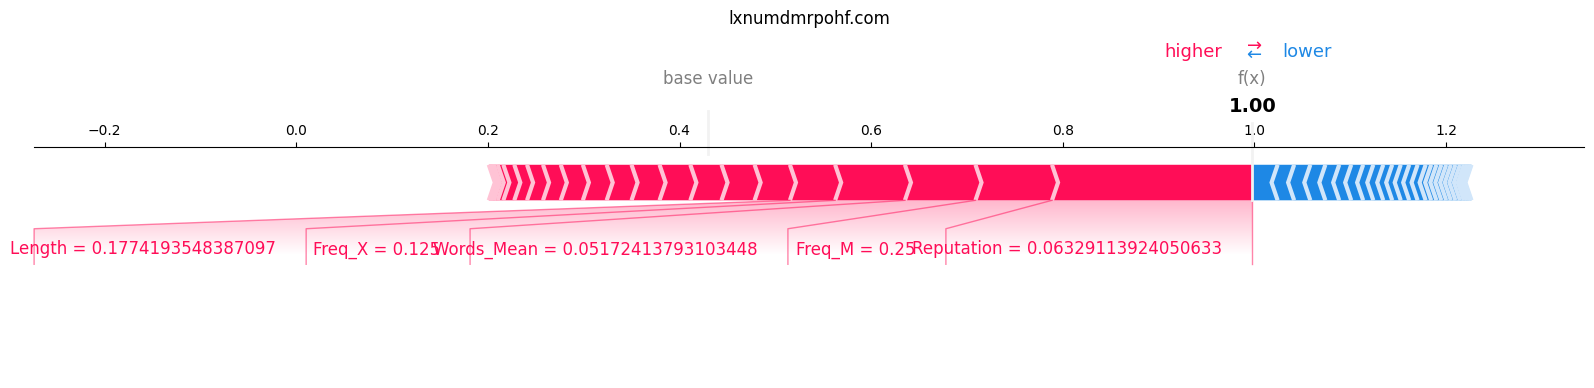 lxnumdmrpohf.com
higher ⇄ lower
base value f(x)
1.00
−0.2 0.0 0.2 0.4 0.6 0.8 1.0 1.2
Length = 0.1774193548387097 Freq_X = 0.125 Words_Mean = 0.05172413793103448 Freq_M = 0.25 Reputation = 0.06329113924050633